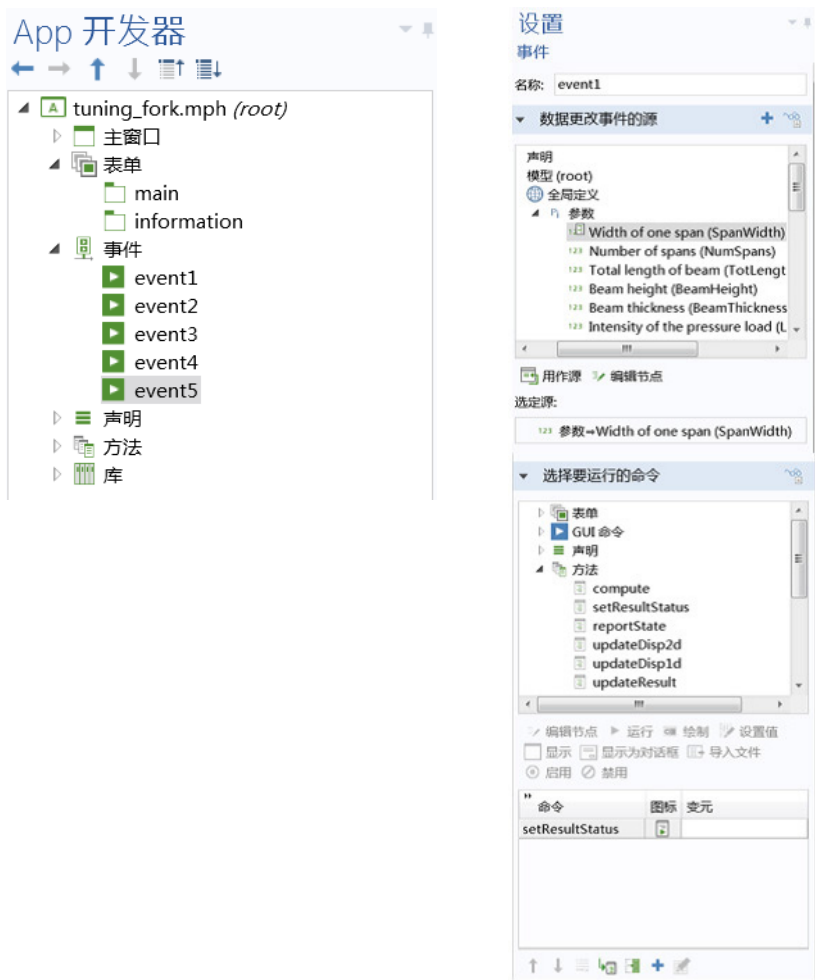 App 开发器
tuning_fork.mph (root)
主窗口
表单
main
information
事件
event1
event2
event3
event4
event5
声明
方法
库
设置
事件
名称: event1
数据更改事件的源
声明
模型 (root)
全局定义
Pi 参数
Width of one span (SpanWidth)
123 Number of spans (NumSpans)
123 Total length of beam (TotLengt
123 Beam height (BeamHeight)
123 Beam thickness (BeamThickness
123 Intensity of the pressure load (L
用作源 编辑节点
选定源:
123 参数→Width of one span (SpanWidth)
选择要运行的命令
表单
GUI 命令
声明
方法
compute
setResultStatus
reportState
updateDisp2d
updateDisp1d
updateResult
编辑节点 运行 绘制 设置值
显示 显示为对话框 导入文件
启用 禁用
命令 图标 变元
setResultStatus